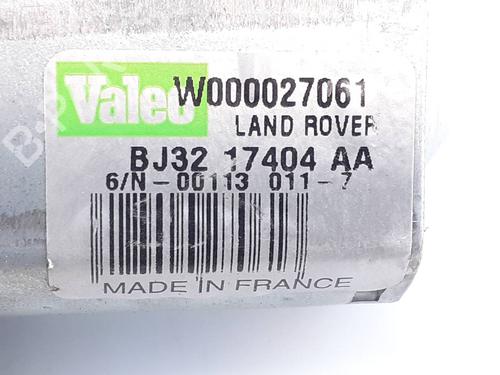 Valeo W000027061
LAND ROVER
BJ32 17404 AA
6/N-00113 011-7
MADE IN FRANCE